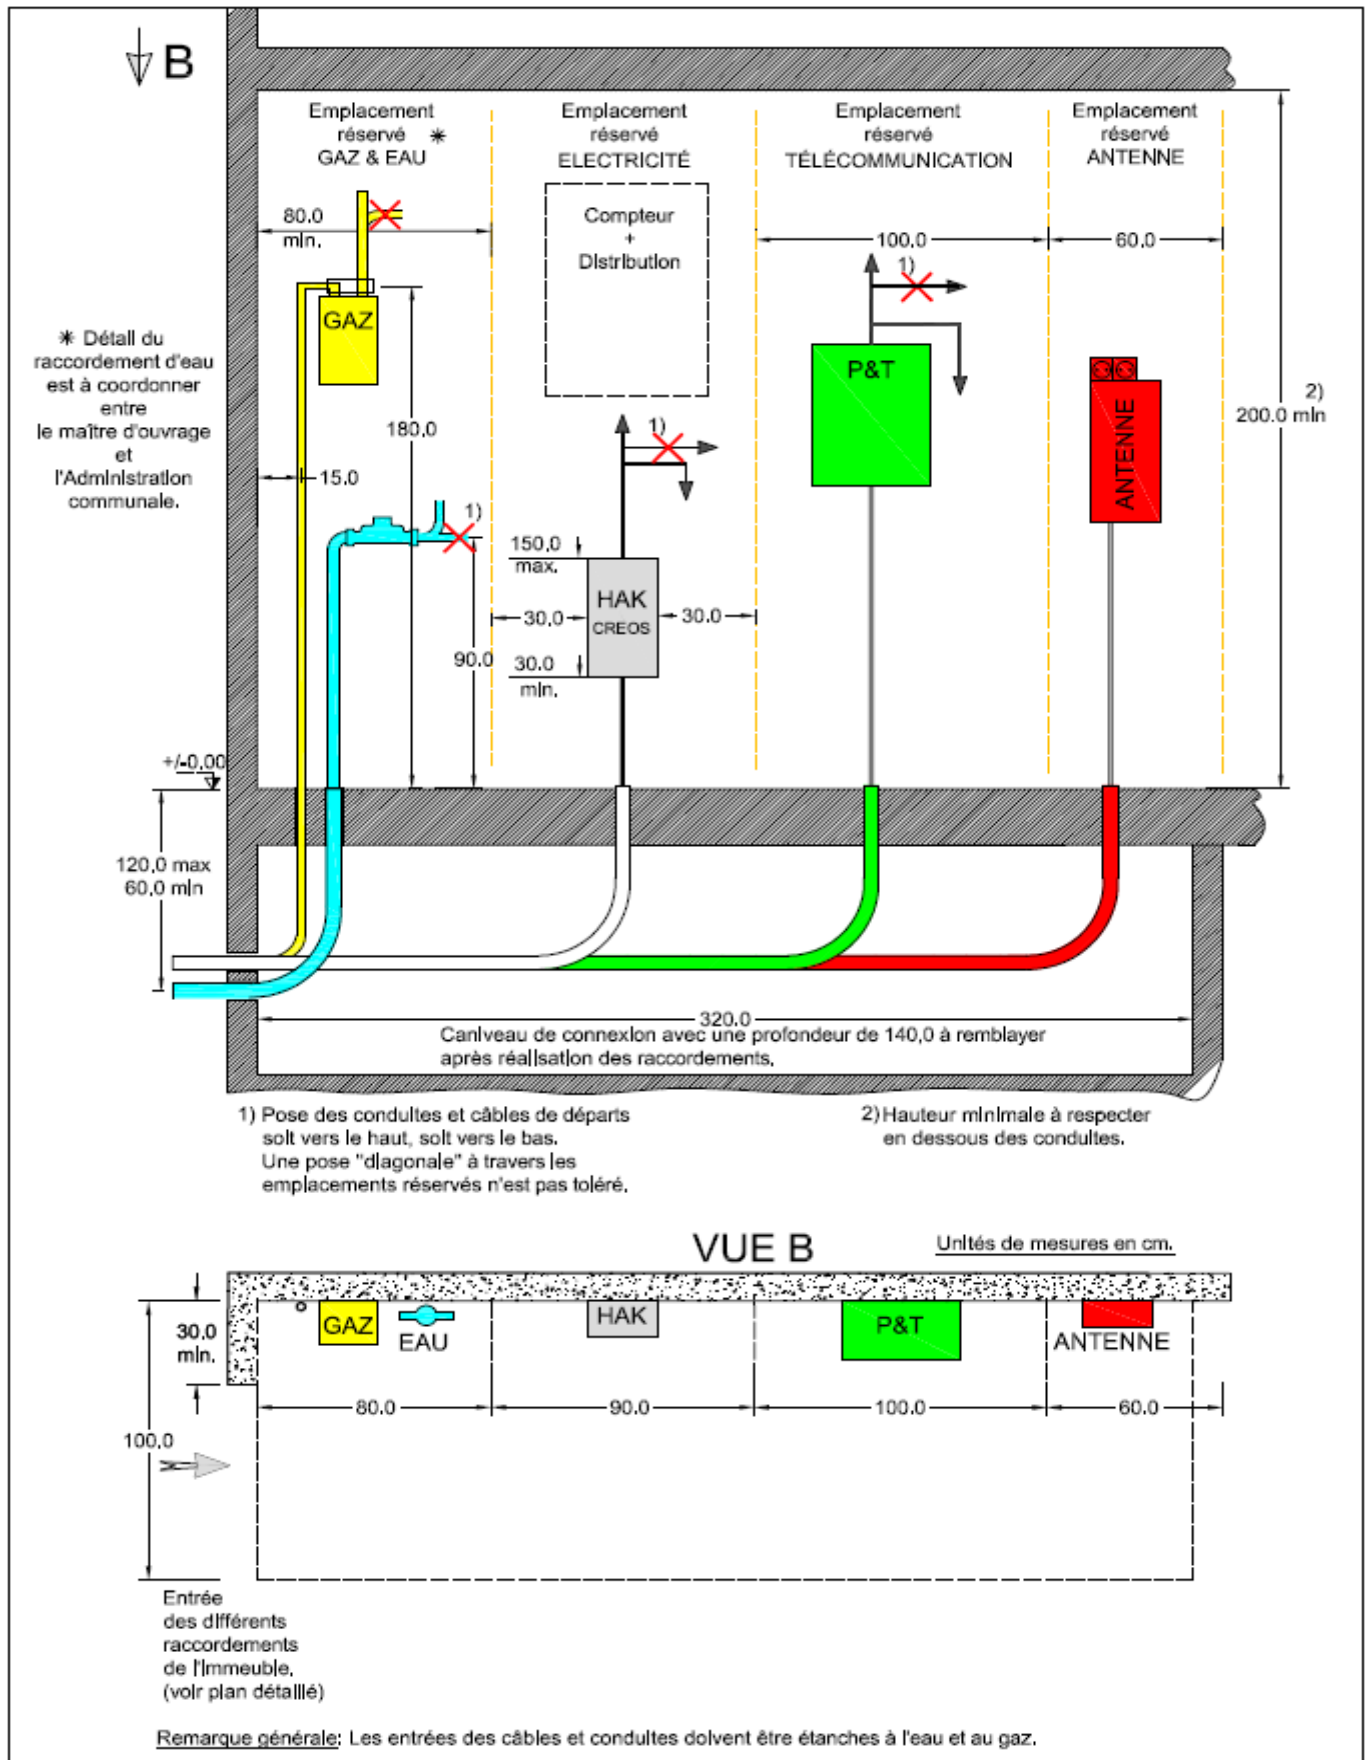 B
Emplacement
réservé *
GAZ & EAU
Emplacement
réservé
ELECTRICITÉ
Emplacement
réservé
TÉLÉCOMMUNICATION
Emplacement
réservé
ANTENNE
80.0
min.
Compteur
+
Distribution
100.0
60.0
1)
GAZ
P&T
ANTENNE
* Détail du
raccordement d'eau
est à coordonner
entre
le maître d'ouvrage
et
l'Administration
communale.
2)
200.0 min
180.0
1)
15.0
1)
150,0
max.
HAK
CREOS
30.0
30.0
90.0
30.0
min.
+/-0.00
120,0 max
60,0 min
320.0
Caniveau de connexion avec une profondeur de 140,0 à remblayer
après réalisation des raccordements.
1) Pose des conduites et câbles de départs
soit vers le haut, soit vers le bas.
Une pose "diagonale" à travers les
emplacements réservés n'est pas toléré.
2) Hauteur minimale à respecter
en dessous des conduites.
VUE B
Unités de mesures en cm.
GAZ
EAU
HAK
P&T
ANTENNE
30.0
min.
80.0
90.0
100.0
60.0
100.0
Entrée
des différents
raccordements
de l'immeuble.
(voir plan détaillé)
Remarque générale: Les entrées des câbles et conduites doivent être étanches à l'eau et au gaz.